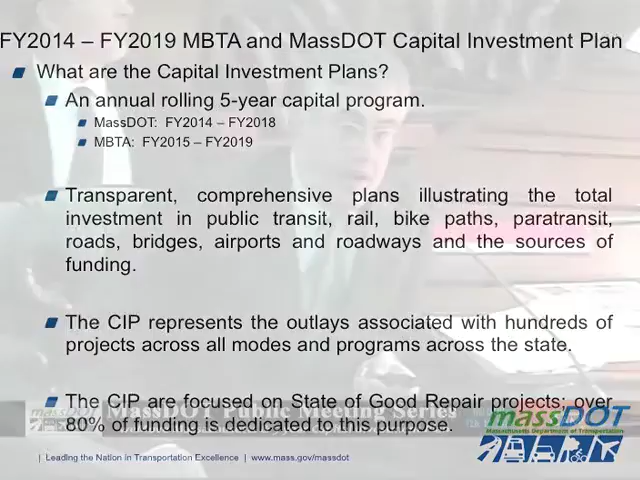 FY2014 – FY2019 MBTA and MassDOT Capital Investment Plan
What are the Capital Investment Plans?
An annual rolling 5-year capital program.
MassDOT: FY2014 – FY2018
MBTA: FY2015 – FY2019
Transparent, comprehensive plans illustrating the total
investment in public transit, rail, bike paths, paratransit,
roads, bridges, airports and roadways and the sources of
funding.
The CIP represents the outlays associated with hundreds of
projects across all modes and programs across the state.
The CIP are focused on State of Good Repair projects; over
massDOT MassDOT Public Meeting Series
80% of funding is dedicated to this purpose.
massDOT
Massachusetts Department of Transportation
| Leading the Nation in Transportation Excellence | www.mass.gov/massdot